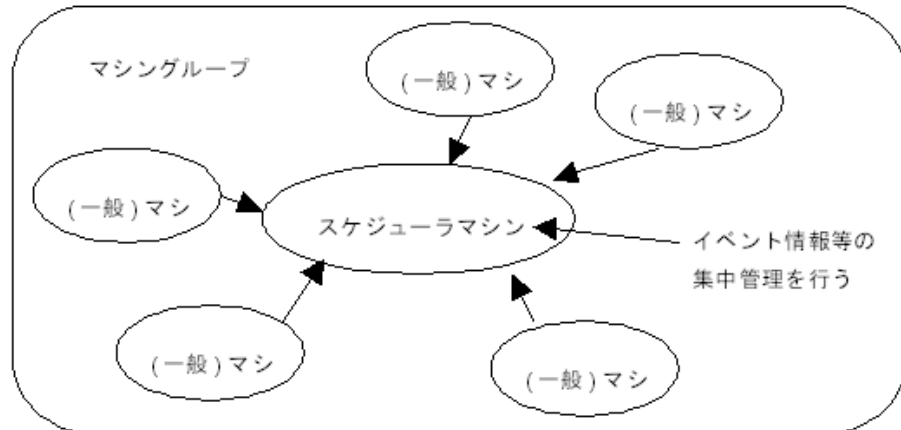 マシングループ
(一般)マシ
(一般)マシ
(一般)マシ
スケジューラマシン
イベント情報等の
集中管理を行う
(一般)マシ
(一般)マシ